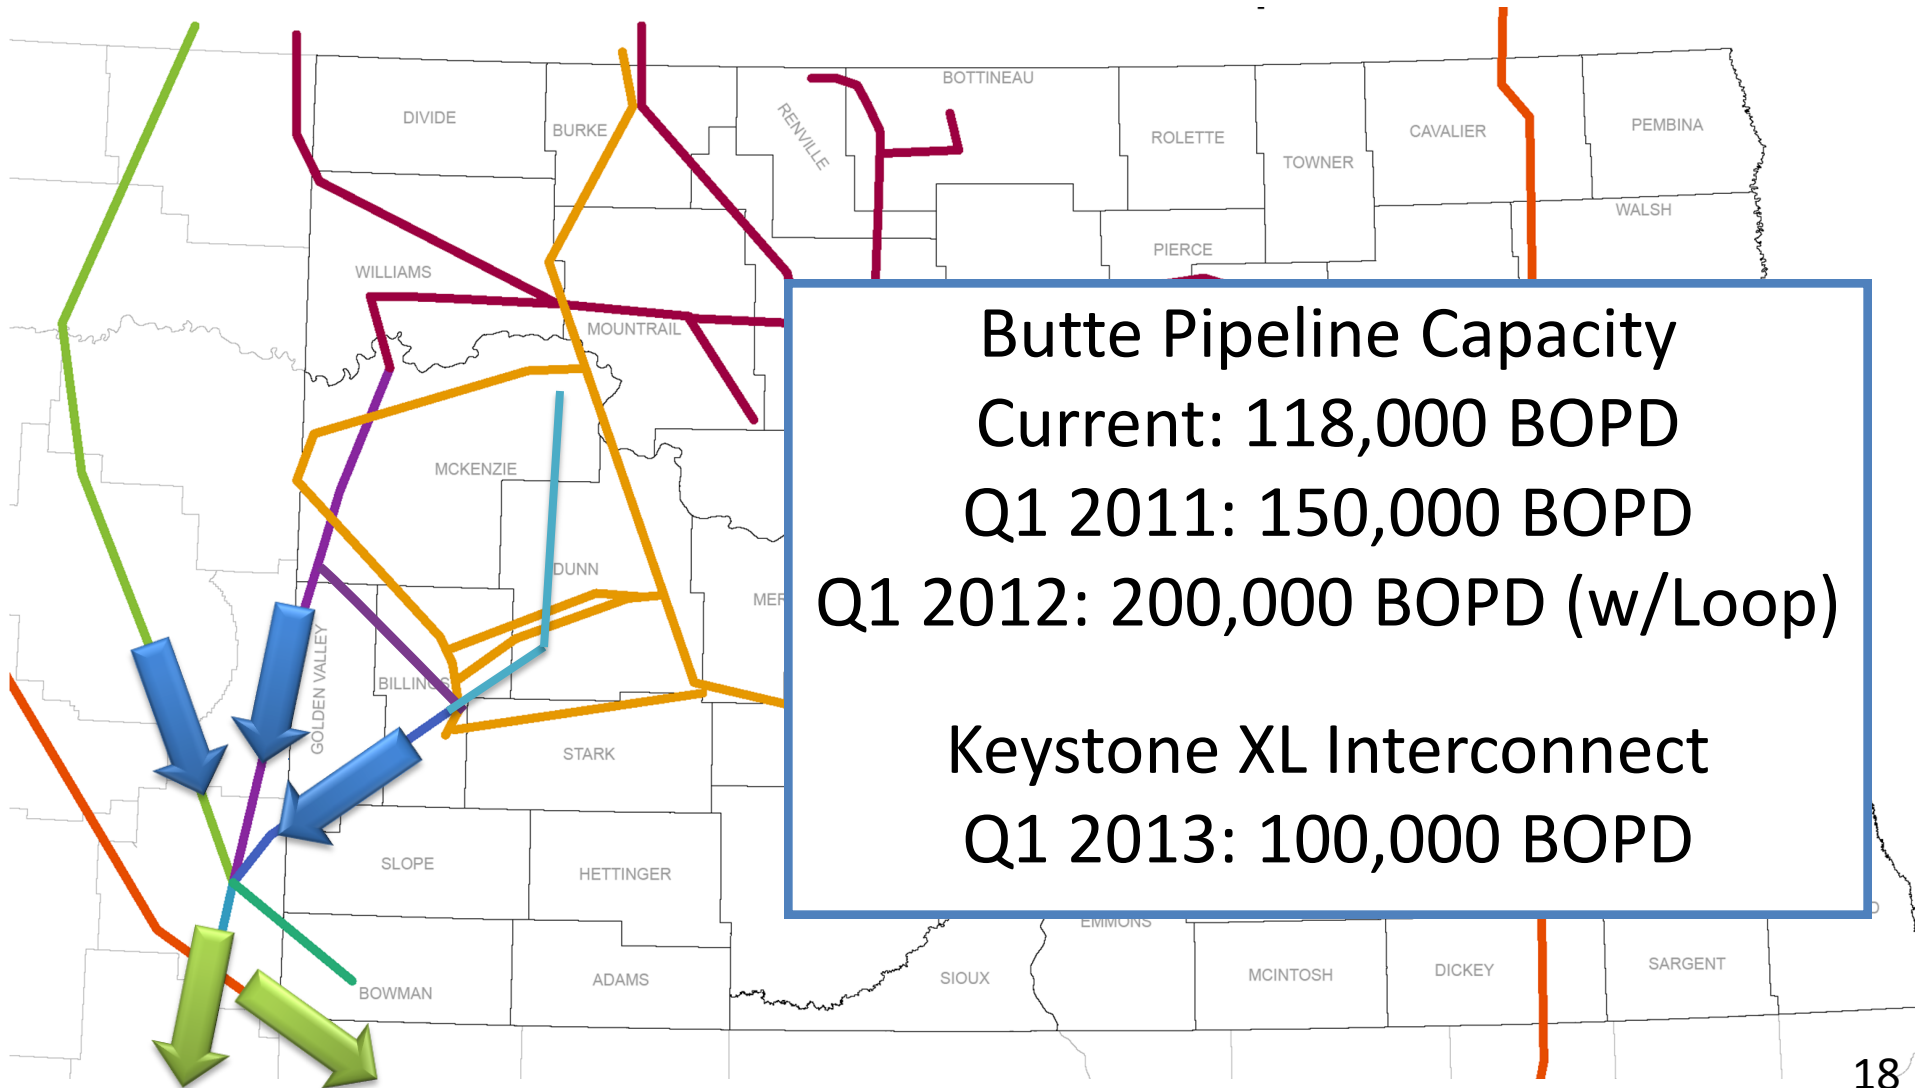 BOTTINEAU
DIVIDE
BURKE
RENVILLE
ROLETTE
TOWNER
CAVALIER
PEMBINA
WALSH
PIERCE
WILLIAMS
MOUNTRAIL
MCKENZIE
DUNN
MER
GOLDEN VALLEY
BILLINGS
STARK
SLOPE
HETTINGER
BOWMAN
ADAMS
SIOUX
EMMONS
MCINTOSH
DICKEY
SARGENT
Butte Pipeline Capacity
Current: 118,000 BOPD
Q1 2011: 150,000 BOPD
Q1 2012: 200,000 BOPD (w/Loop)
Keystone XL Interconnect
Q1 2013: 100,000 BOPD
18